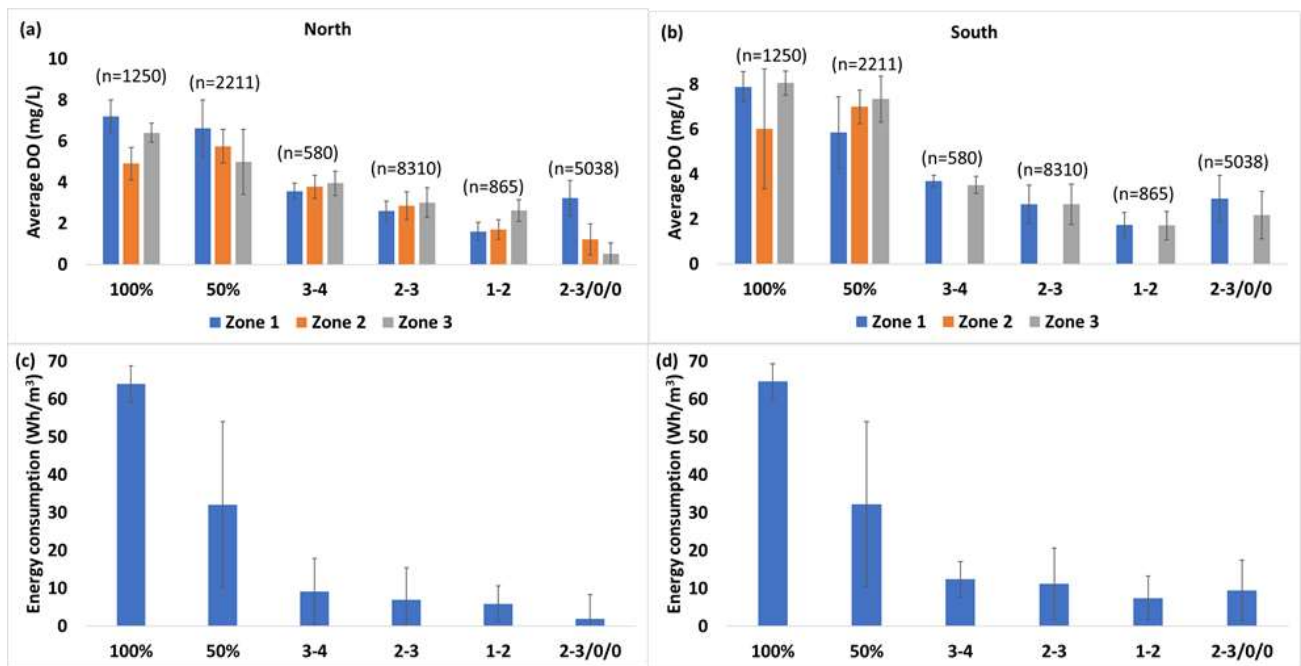 (a)
North
Average DO (mg/L)
10
8
6
4
2
0
(n=1250)
(n=2211)
(n=580)
(n=8310)
(n=865)
(n=5038)
100% 50% 3-4 2-3 1-2 2-3/0/0
Zone 1 Zone 2 Zone 3
(b)
South
Average DO (mg/L)
8
6
4
2
0
(n=1250)
(n=2211)
(n=580)
(n=8310)
(n=865)
(n=5038)
100% 50% 3-4 2-3 1-2 2-3/0/0
Zone 1 Zone 2 Zone 3
(c)
Energy consumption (Wh/m³)
70
60
50
40
30
20
10
0
100% 50% 3-4 2-3 1-2 2-3/0/0
(d)
Energy consumption (Wh/m³)
70
60
50
40
30
20
10
0
100% 50% 3-4 2-3 1-2 2-3/0/0